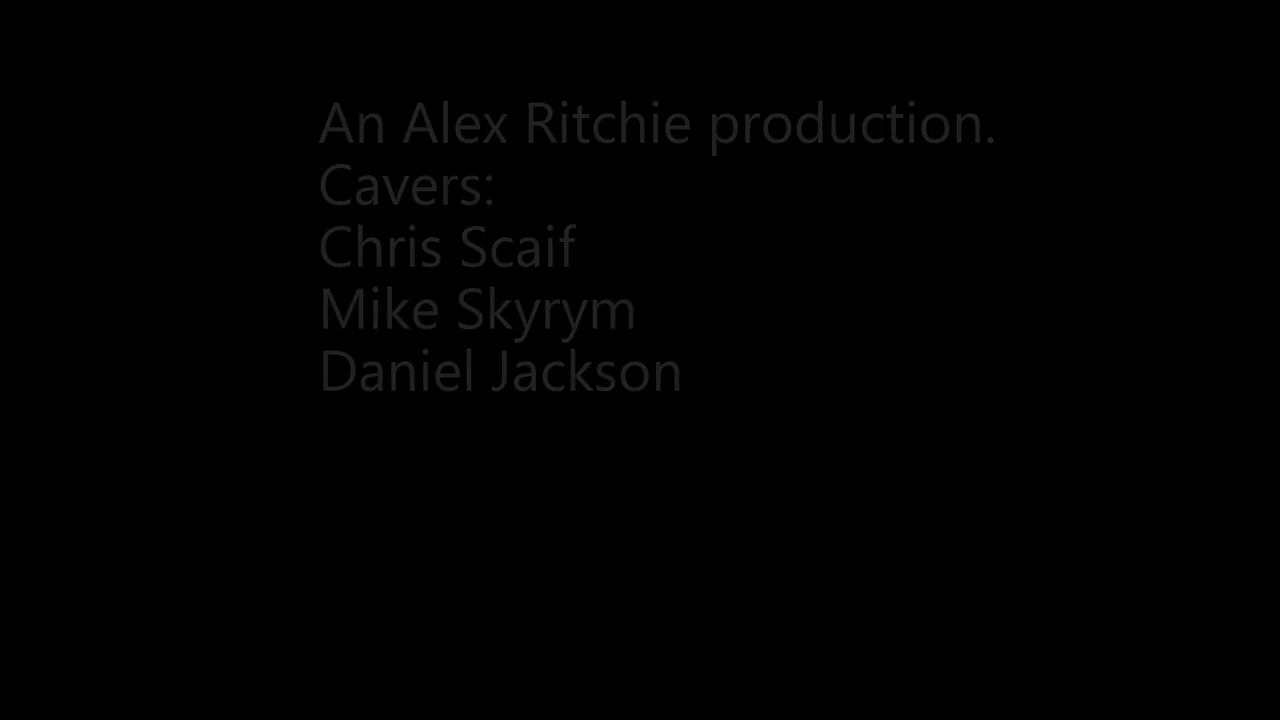 An Alex Ritchie production.
Cavers:
Chris Scaif
Mike Skyrym
Daniel Jackson